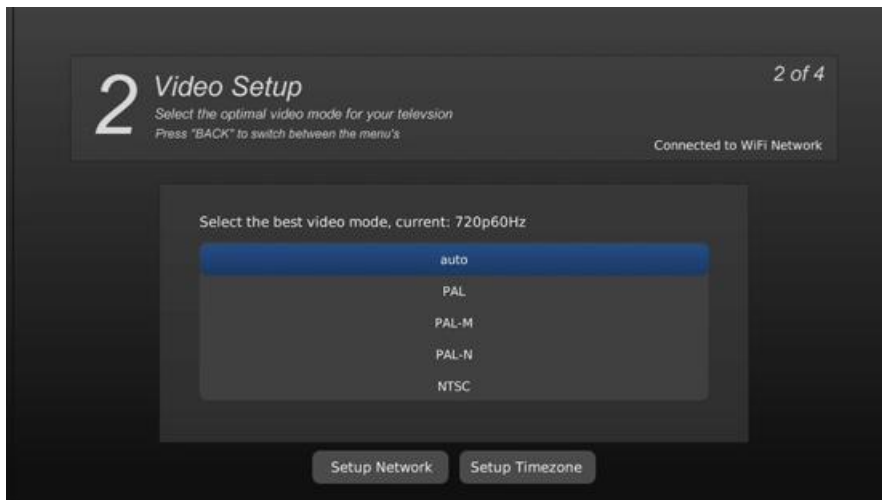 2
Video Setup
2 of 4
Select the optimal video mode for your televsion
Press "BACK" to switch between the menu's
Connected to WiFi Network
Select the best video mode, current: 720p60Hz
auto
PAL
PAL-M
PAL-N
NTSC
Setup Network
Setup Timezone